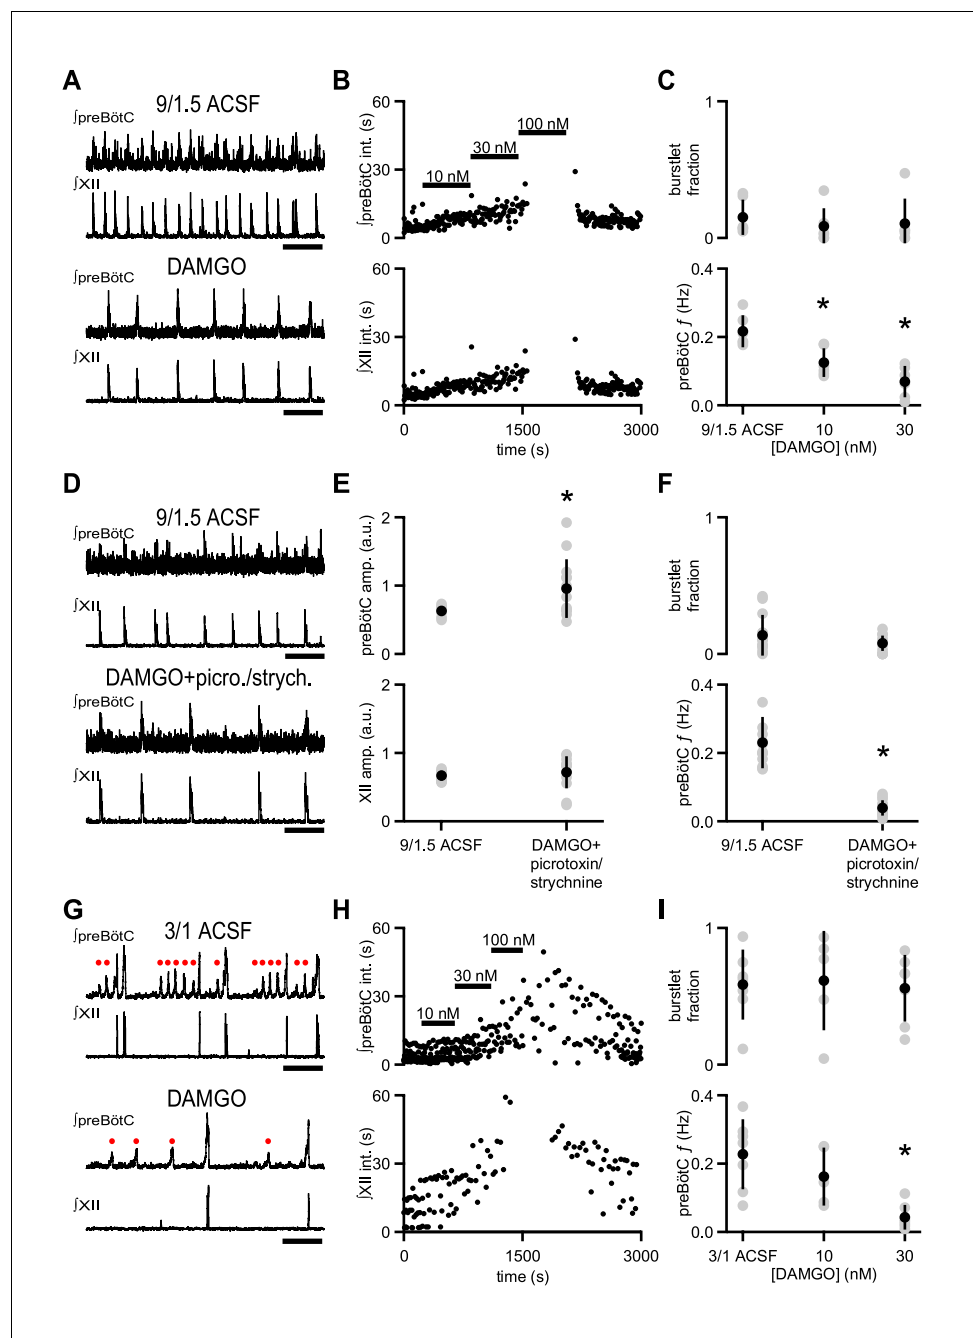 A
9/1.5 ACSF
∫preBötC
∫XII
DAMGO
∫preBötC
∫XII
B
60
30
0
∫preBötC int. (s)
10 nM
30 nM
100 nM
60
30
0
∫XII int. (s)
0
1500
3000
time (s)
C
1
0
burstlet
fraction
0.4
0.2
0.0
preBötC ƒ (Hz)
*
*
9/1.5 ACSF
10
30
[DAMGO] (nM)
D
9/1.5 ACSF
∫preBötC
∫XII
DAMGO+picro./strych.
∫preBötC
∫XII
E
*
2
1
0
preBötC amp. (a.u.)
2
1
0
XII amp. (a.u.)
9/1.5 ACSF
DAMGO+
picrotoxin/
strychnine
F
1
0
burstlet
fraction
0.4
0.2
0.0
preBötC ƒ (Hz)
*
9/1.5 ACSF
DAMGO+
picrotoxin/
strychnine
G
3/1 ACSF
∫preBötC
∫XII
DAMGO
∫preBötC
∫XII
H
60
30
0
∫preBötC int. (s)
10 nM
30 nM
100 nM
60
30
0
∫XII int. (s)
0
1500
3000
time (s)
I
1
0
burstlet
fraction
0.4
0.2
0.0
preBötC ƒ (Hz)
*
3/1 ACSF
10
30
[DAMGO] (nM)